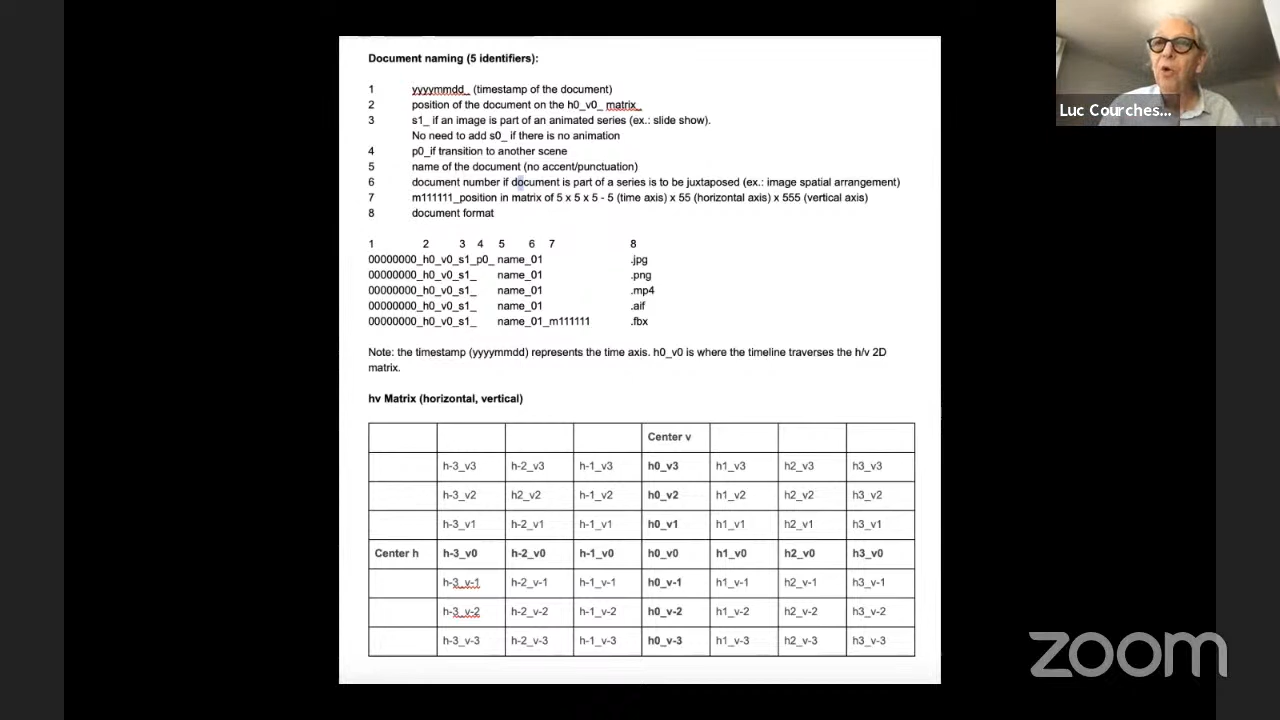 Document naming (5 identifiers):
1 yyyymmdd_ (timestamp of the document)
2 position of the document on the h0_v0_ matrix_
3 s1_ if an image is part of an animated series (ex.: slide show).
No need to add s0_ if there is no animation
4 p0_if transition to another scene
5 name of the document (no accent/punctuation)
6 document number if document is part of a series is to be juxtaposed (ex.: image spatial arrangement)
7 m111111_position in matrix of 5 x 5 x 5 - 5 (time axis) x 55 (horizontal axis) x 555 (vertical axis)
8 document format
1 2 3 4 5 6 7 8
00000000_h0_v0_s1_p0_ name_01 .jpg
00000000_h0_v0_s1_ name_01 .png
00000000_h0_v0_s1_ name_01 .mp4
00000000_h0_v0_s1_ name_01 .aif
00000000_h0_v0_s1_ name_01_m111111 .fbx
Note: the timestamp (yyyymmdd) represents the time axis. h0_v0 is where the timeline traverses the h/v 2D
matrix.
hv Matrix (horizontal, vertical)
Center v
h-3_v3 h-2_v3 h-1_v3 h0_v3 h1_v3 h2_v3 h3_v3
h-3_v2 h2_v2 h-1_v2 h0_v2 h1_v2 h2_v2 h3_v2
h-3_v1 h-2_v1 h-1_v1 h0_v1 h1_v1 h2_v1 h3_v1
Center h h-3_v0 h-2_v0 h-1_v0 h0_v0 h1_v0 h2_v0 h3_v0
h-3_v-1 h-2_v-1 h-1_v-1 h0_v-1 h1_v-1 h2_v-1 h3_v-1
h-3_v-2 h-2_v-2 h-1_v-2 h0_v-2 h1_v-2 h2_v-2 h3_v-2
h-3_v-3 h-2_v-3 h-1_v-3 h0_v-3 h1_v-3 h2_v-3 h3_v-3
Luc Courches...
zoom